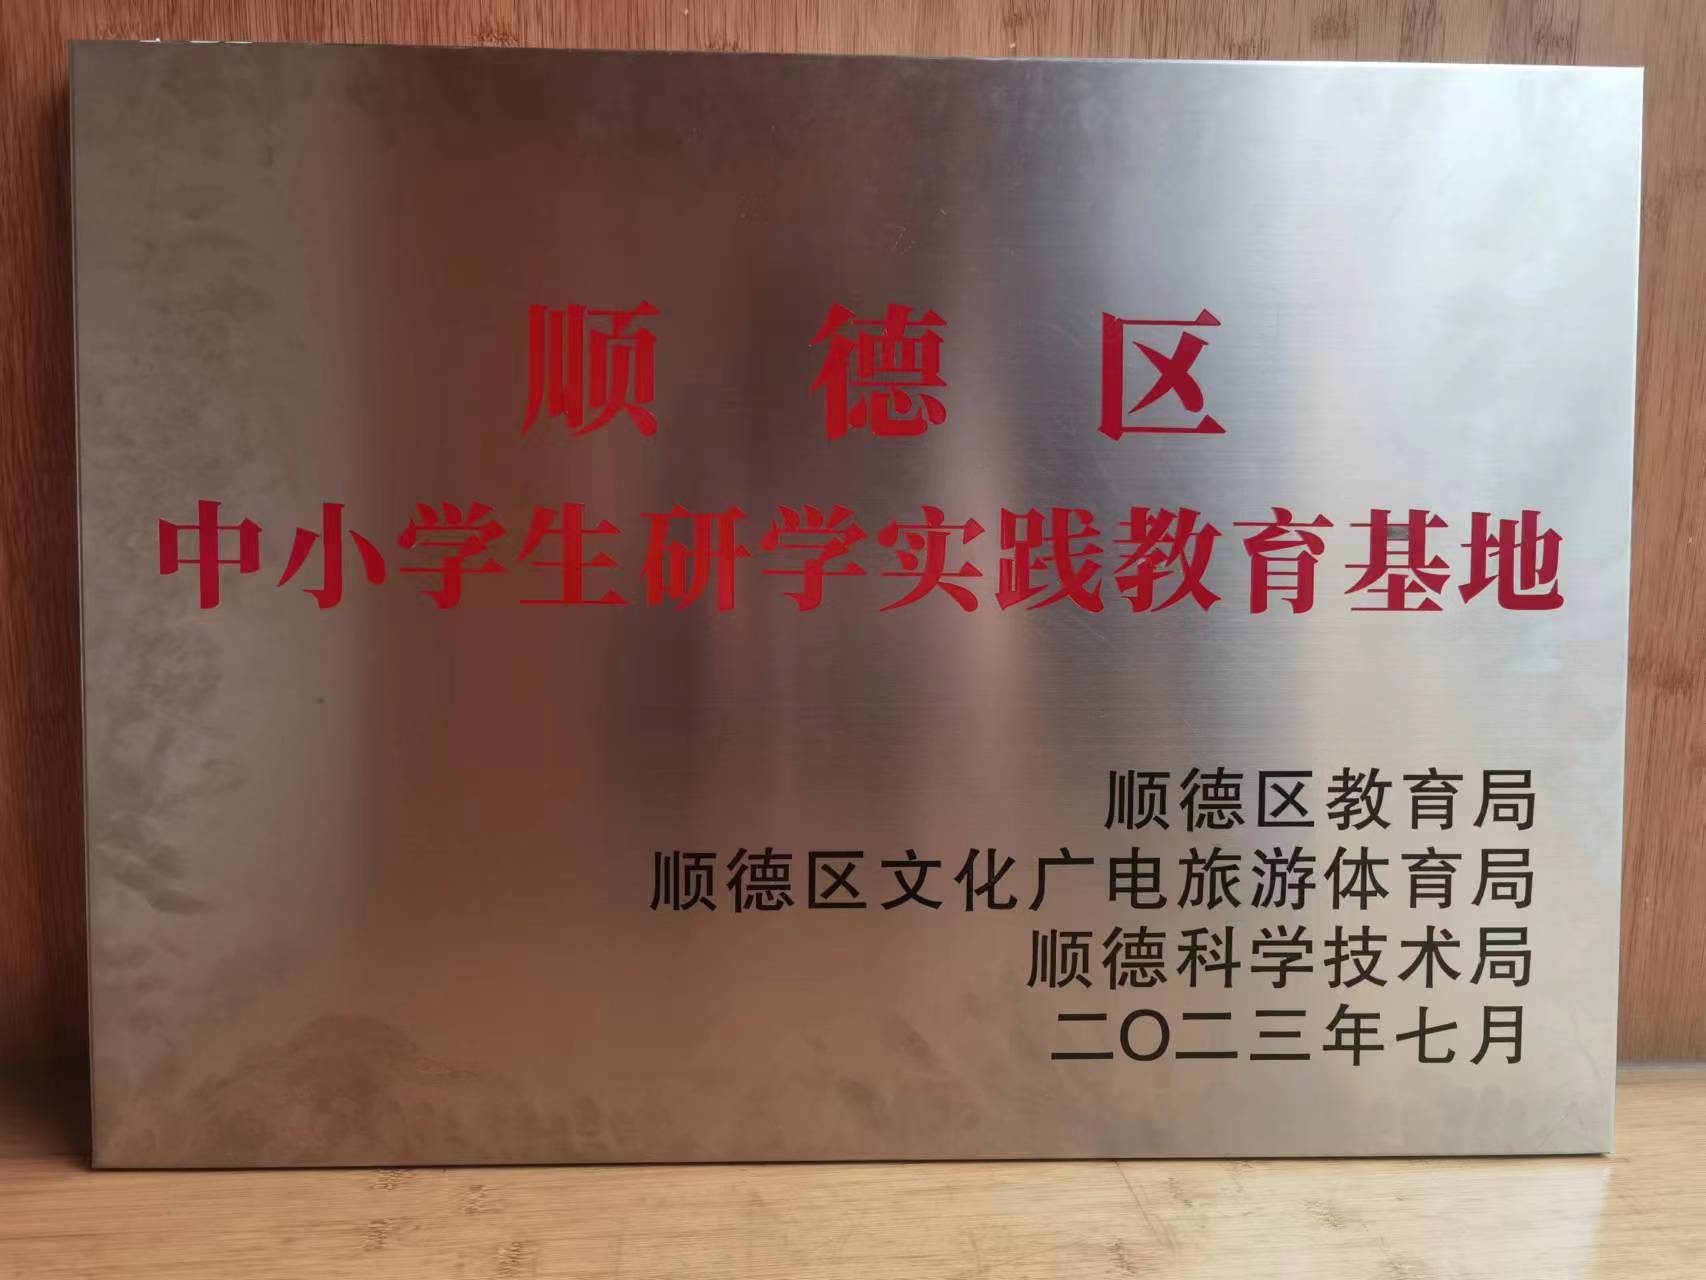 顺德区
中小学生研学实践教育基地
顺德区教育局
顺德区文化广电旅游体育局
顺德科学技术局
二〇二三年七月